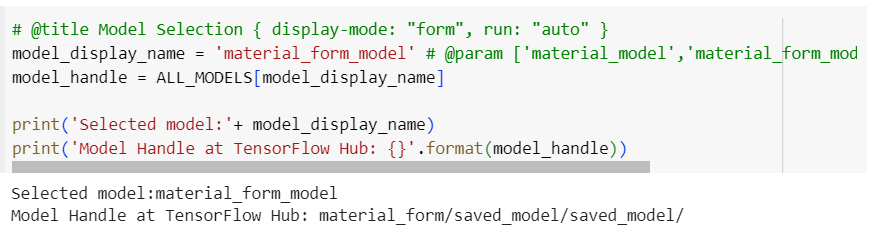 # @title Model Selection { display-mode: "form", run: "auto" }
model_display_name = 'material_form_model' # @param ['material_model','material_form_mod
model_handle = ALL_MODELS[model_display_name]
print('Selected model:'+ model_display_name)
print('Model Handle at TensorFlow Hub: {}'.format(model_handle))
Selected model:material_form_model
Model Handle at TensorFlow Hub: material_form/saved_model/saved_model/